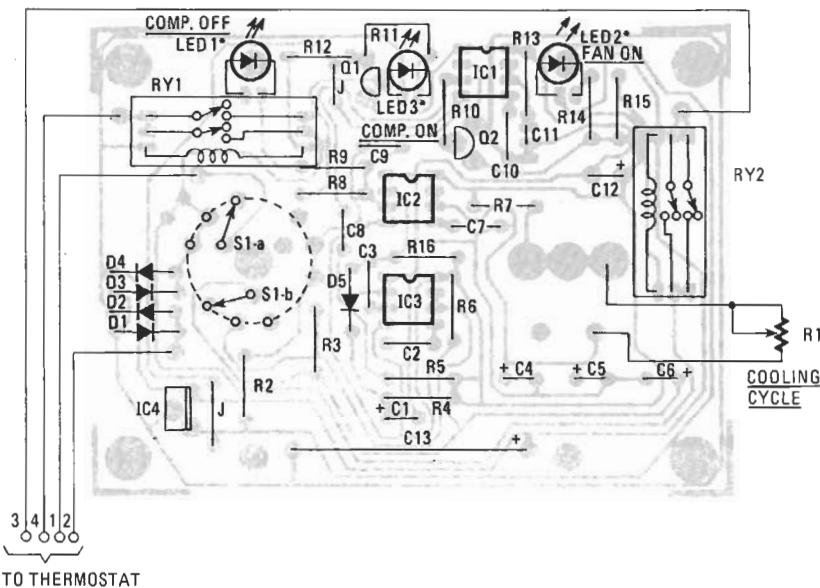 COMP. OFF
LED 1*
R12
R11
Q1
J
LED3*
COMP. ON
IC1
R13
LED2*
FAN ON
R10
Q2
C11
R14
R15
RY1
R9
C9
R8
C10
C12
+
RY2
IC2
R7
C7
C8
S1-a
S1-b
R16
C3
D5
IC3
R6
D4
D3
D2
D1
R3
C2
R1
COOLING
CYCLE
R2
R5
R4
+ C4
+ C5
C6 +
IC4
J
+ C1
C13
+
3 4 1 2
TO THERMOSTAT